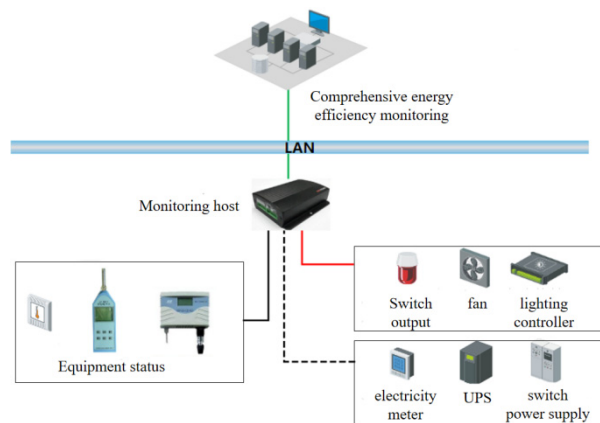 Comprehensive energy
efficiency monitoring
LAN
Monitoring host
Switch
output
fan
lighting
controller
Equipment status
electricity
meter
UPS
switch
power supply